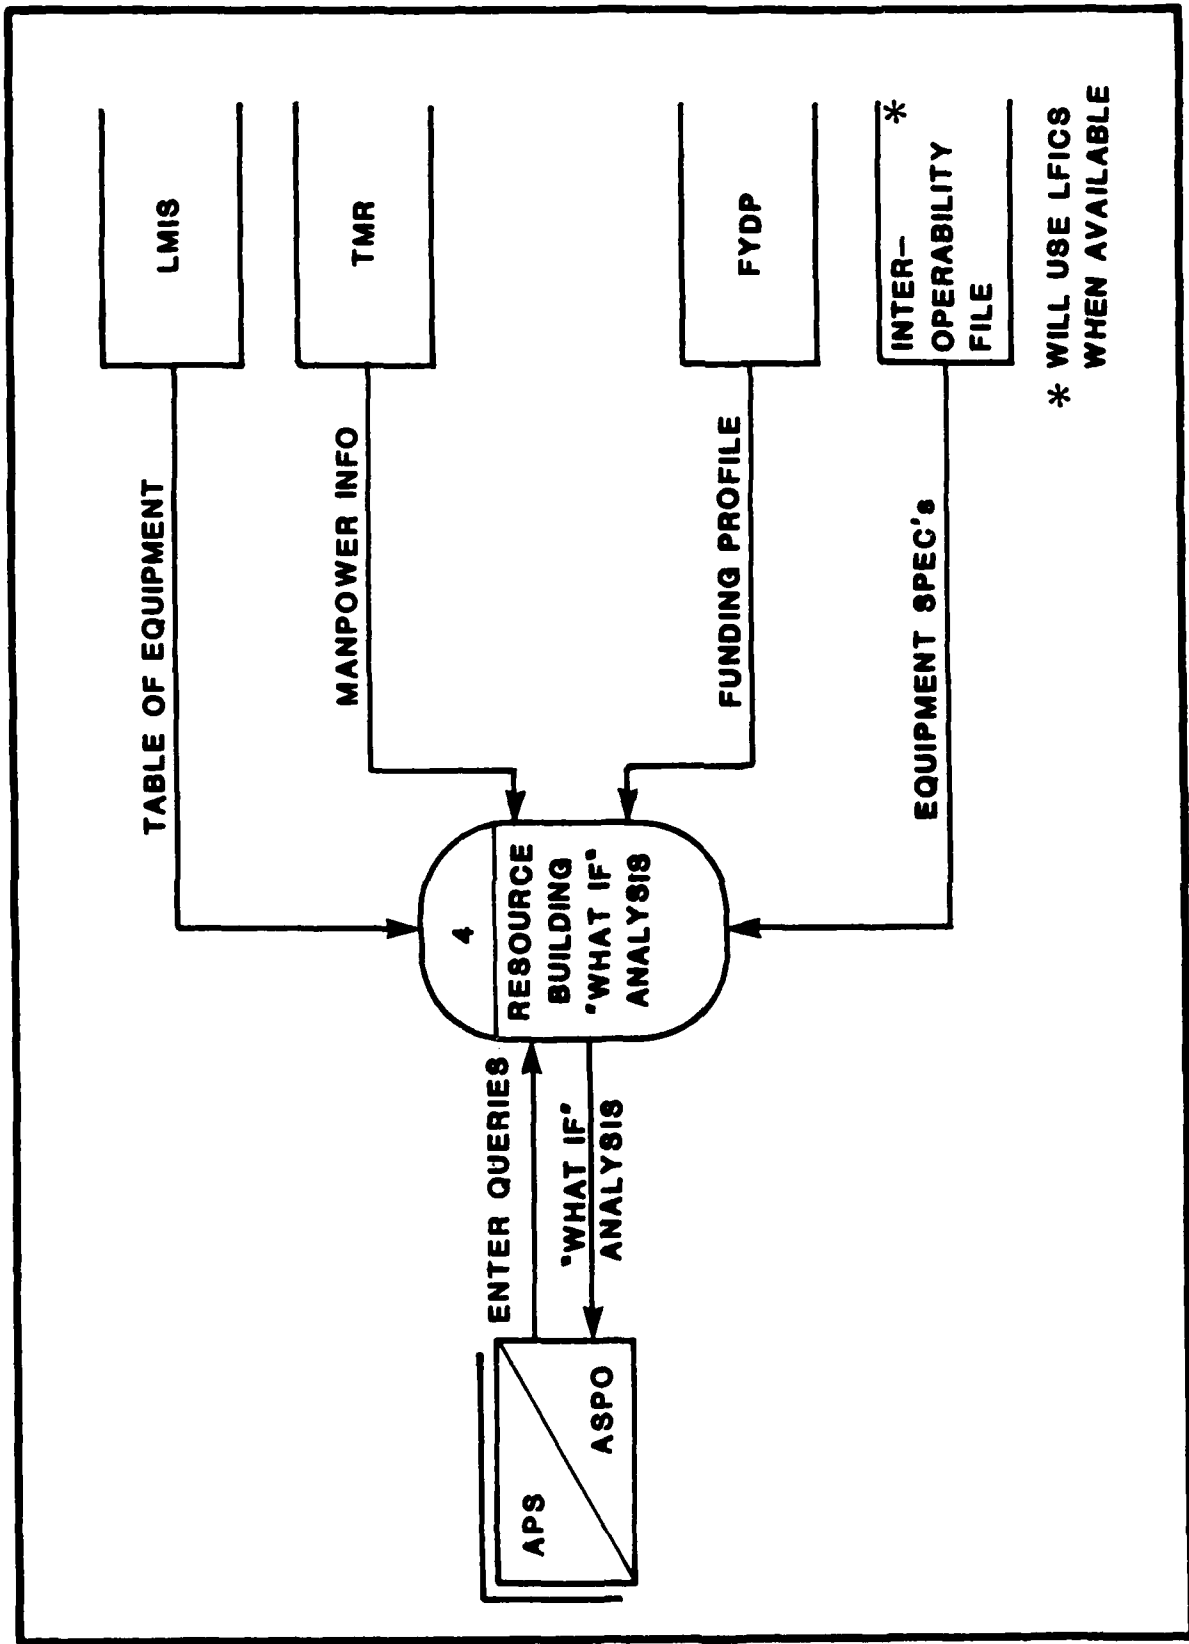 TABLE OF EQUIPMENT
LMIS
MANPOWER INFO
TMR
4
RESOURCE
BUILDING
"WHAT IF"
ANALYSIS
ENTER QUERIES
"WHAT IF"
ANALYSIS
APS
ASPO
FUNDING PROFILE
FYDP
EQUIPMENT SPEC's
INTER– *
OPERABILITY
FILE
* WILL USE LFICS
WHEN AVAILABLE